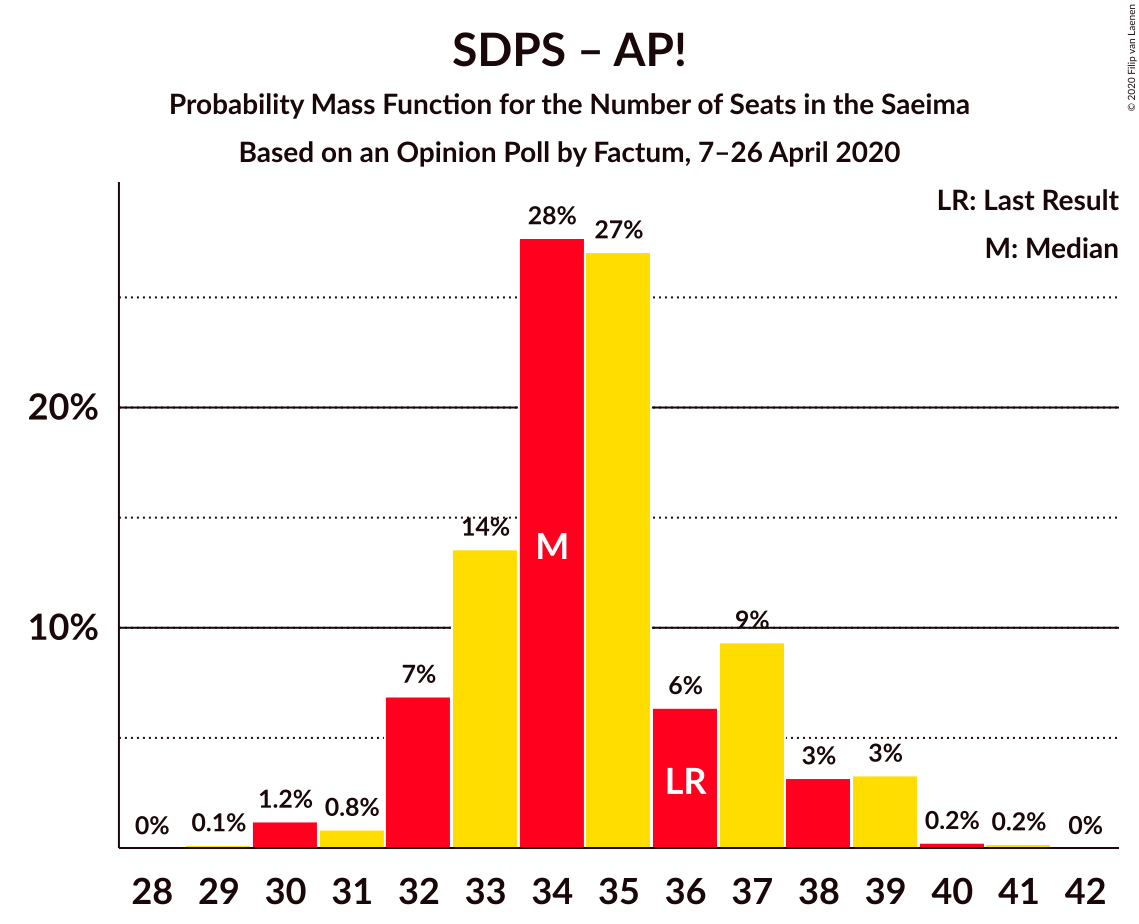 SDPS – AP!
Probability Mass Function for the Number of Seats in the Saeima
Based on an Opinion Poll by Factum, 7–26 April 2020
© 2020 Filip van Laenen
LR: Last Result
M: Median
28%
27%
20%
14%
M
10%
9%
7%
6%
LR
3%
3%
1.2%
0.8%
0%
0.1%
0.2%
0.2%
0%
28 29 30 31 32 33 34 35 36 37 38 39 40 41 42